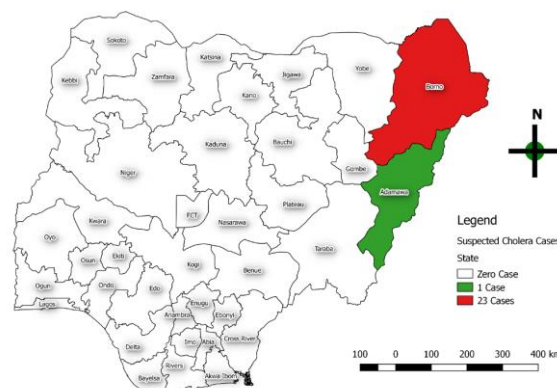 Sokoto
Katsina
Jigawa
Yobe
Borno
Kebbi
Zamfara
Kano
N
Kaduna
Bauchi
Gombe
Adamawa
Niger
Plateau
FCT
Nasarawa
Kwara
Taraba
Oyo
Ekiti
Kogi
Benue
Osun
Ogun
Ondo
Edo
Lagos
Enugu
Anambra
Ebonyi
Delta
Imo
Abia
Cross River
Rivers
Bayelsa
Akwa Ibom
Legend
Suspected Cholera Cases
State
Zero Case
1 Case
23 Cases
100 0 100 200 300 400 km